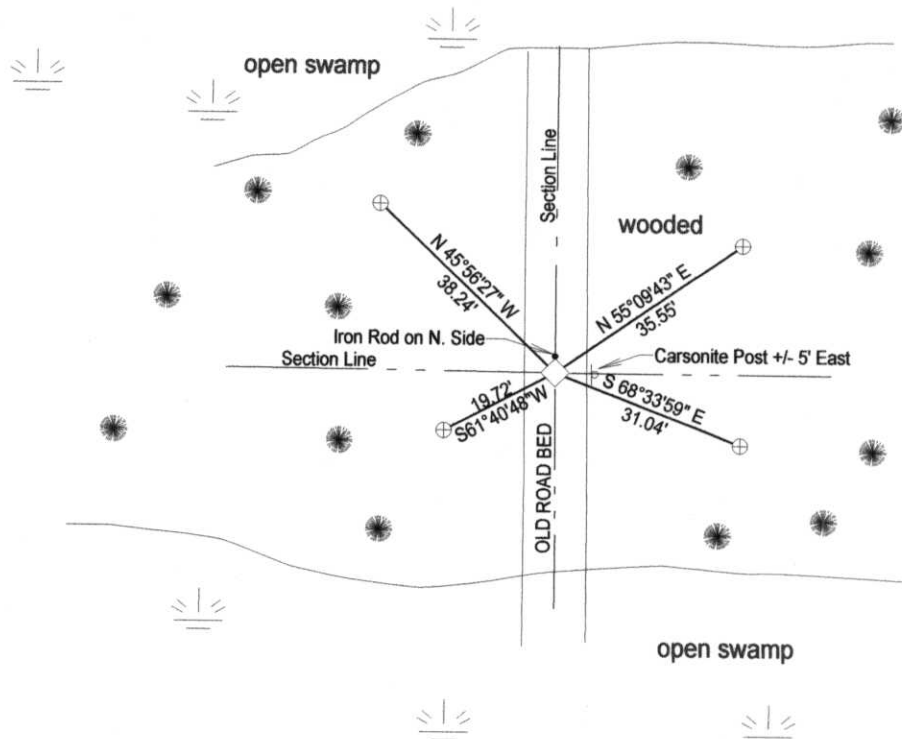 open swamp
Section Line
wooded
N 45°56'27" W
38.24'
N 55°09'43" E
35.55'
Iron Rod on N. Side
Section Line
Carsonite Post +/- 5' East
19.72'
S61°40'48"W
S 68°33'59" E
31.04'
OLD ROAD BED
open swamp